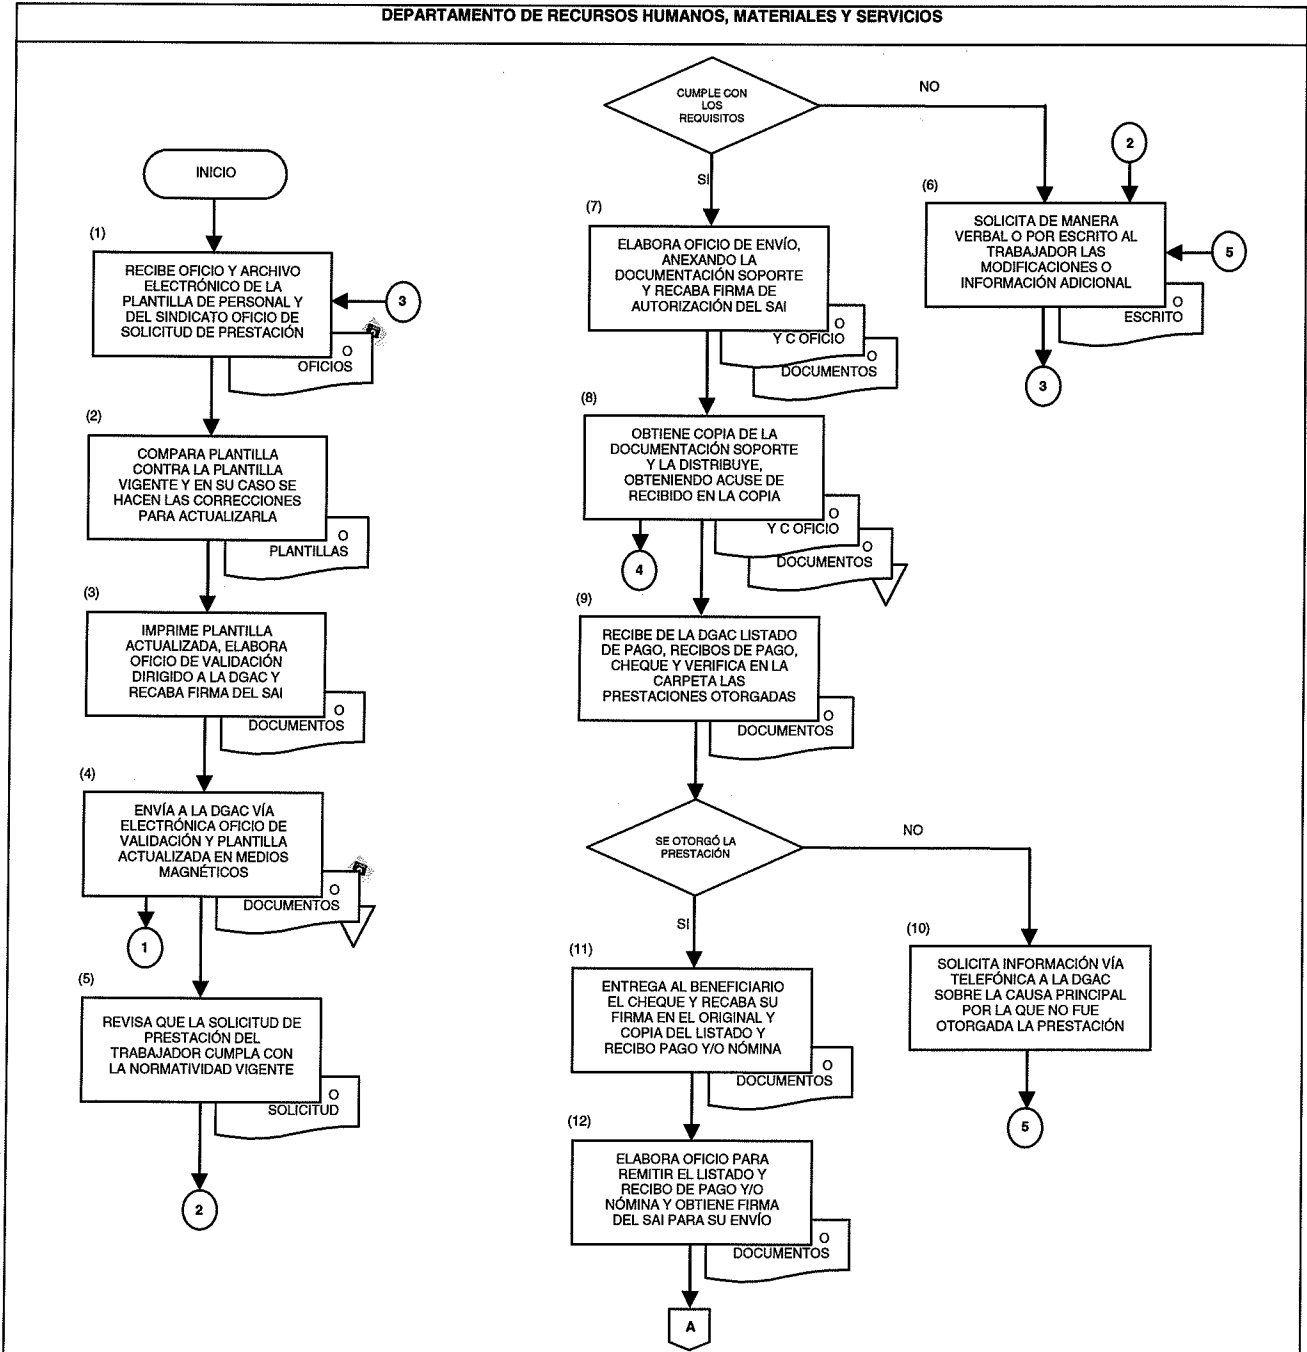 DEPARTAMENTO DE RECURSOS HUMANOS, MATERIALES Y SERVICIOS
INICIO
(1)
RECIBE OFICIO Y ARCHIVO
ELECTRÓNICO DE LA
PLANTILLA DE PERSONAL Y
DEL SINDICATO OFICIO DE
SOLICITUD DE PRESTACIÓN
3
O
OFICIOS
(2)
COMPARA PLANTILLA
CONTRA LA PLANTILLA
VIGENTE Y EN SU CASO SE
HACEN LAS CORRECCIONES
PARA ACTUALIZARLA
O
PLANTILLAS
(3)
IMPRIME PLANTILLA
ACTUALIZADA, ELABORA
OFICIO DE VALIDACIÓN
DIRIGIDO A LA DGAC Y
RECABA FIRMA DEL SAI
O
DOCUMENTOS
(4)
ENVÍA A LA DGAC VÍA
ELECTRÓNICA OFICIO DE
VALIDACIÓN Y PLANTILLA
ACTUALIZADA EN MEDIOS
MAGNÉTICOS
O
DOCUMENTOS
1
(5)
REVISA QUE LA SOLICITUD DE
PRESTACIÓN DEL
TRABAJADOR CUMPLA CON
LA NORMATIVIDAD VIGENTE
O
SOLICITUD
2
CUMPLE CON
LOS
REQUISITOS
NO
SI
2
(6)
SOLICITA DE MANERA
VERBAL O POR ESCRITO AL
TRABAJADOR LAS
MODIFICACIONES O
INFORMACIÓN ADICIONAL
5
O
ESCRITO
3
(7)
ELABORA OFICIO DE ENVÍO,
ANEXANDO LA
DOCUMENTACIÓN SOPORTE
Y RECABA FIRMA DE
AUTORIZACIÓN DEL SAI
O
Y C OFICIO
O
DOCUMENTOS
(8)
OBTIENE COPIA DE LA
DOCUMENTACIÓN SOPORTE
Y LA DISTRIBUYE,
OBTENIENDO ACUSE DE
RECIBIDO EN LA COPIA
O
Y C OFICIO
O
DOCUMENTOS
4
(9)
RECIBE DE LA DGAC LISTADO
DE PAGO, RECIBOS DE PAGO,
CHEQUE Y VERIFICA EN LA
CARPETA LAS
PRESTACIONES OTORGADAS
O
DOCUMENTOS
SE OTORGÓ LA
PRESTACIÓN
NO
SI
(10)
SOLICITA INFORMACIÓN VÍA
TELEFÓNICA A LA DGAC
SOBRE LA CAUSA PRINCIPAL
POR LA QUE NO FUE
OTORGADA LA PRESTACIÓN
5
(11)
ENTREGA AL BENEFICIARIO
EL CHEQUE Y RECABA SU
FIRMA EN EL ORIGINAL Y
COPIA DEL LISTADO Y
RECIBO PAGO Y/O NÓMINA
O
DOCUMENTOS
(12)
ELABORA OFICIO PARA
REMITIR EL LISTADO Y
RECIBO DE PAGO Y/O
NÓMINA Y OBTIENE FIRMA
DEL SAI PARA SU ENVÍO
O
DOCUMENTOS
A